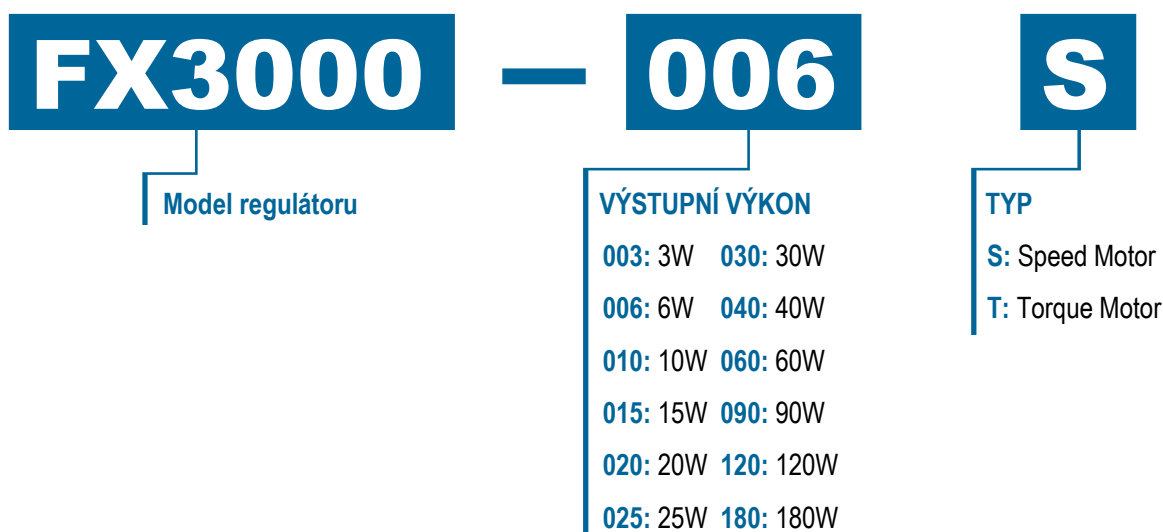 FX3000 — 006 S
Model regulátoru
VÝSTUPNÍ VÝKON
003: 3W 030: 30W
006: 6W 040: 40W
010: 10W 060: 60W
015: 15W 090: 90W
020: 20W 120: 120W
025: 25W 180: 180W
TYP
S: Speed Motor
T: Torque Motor